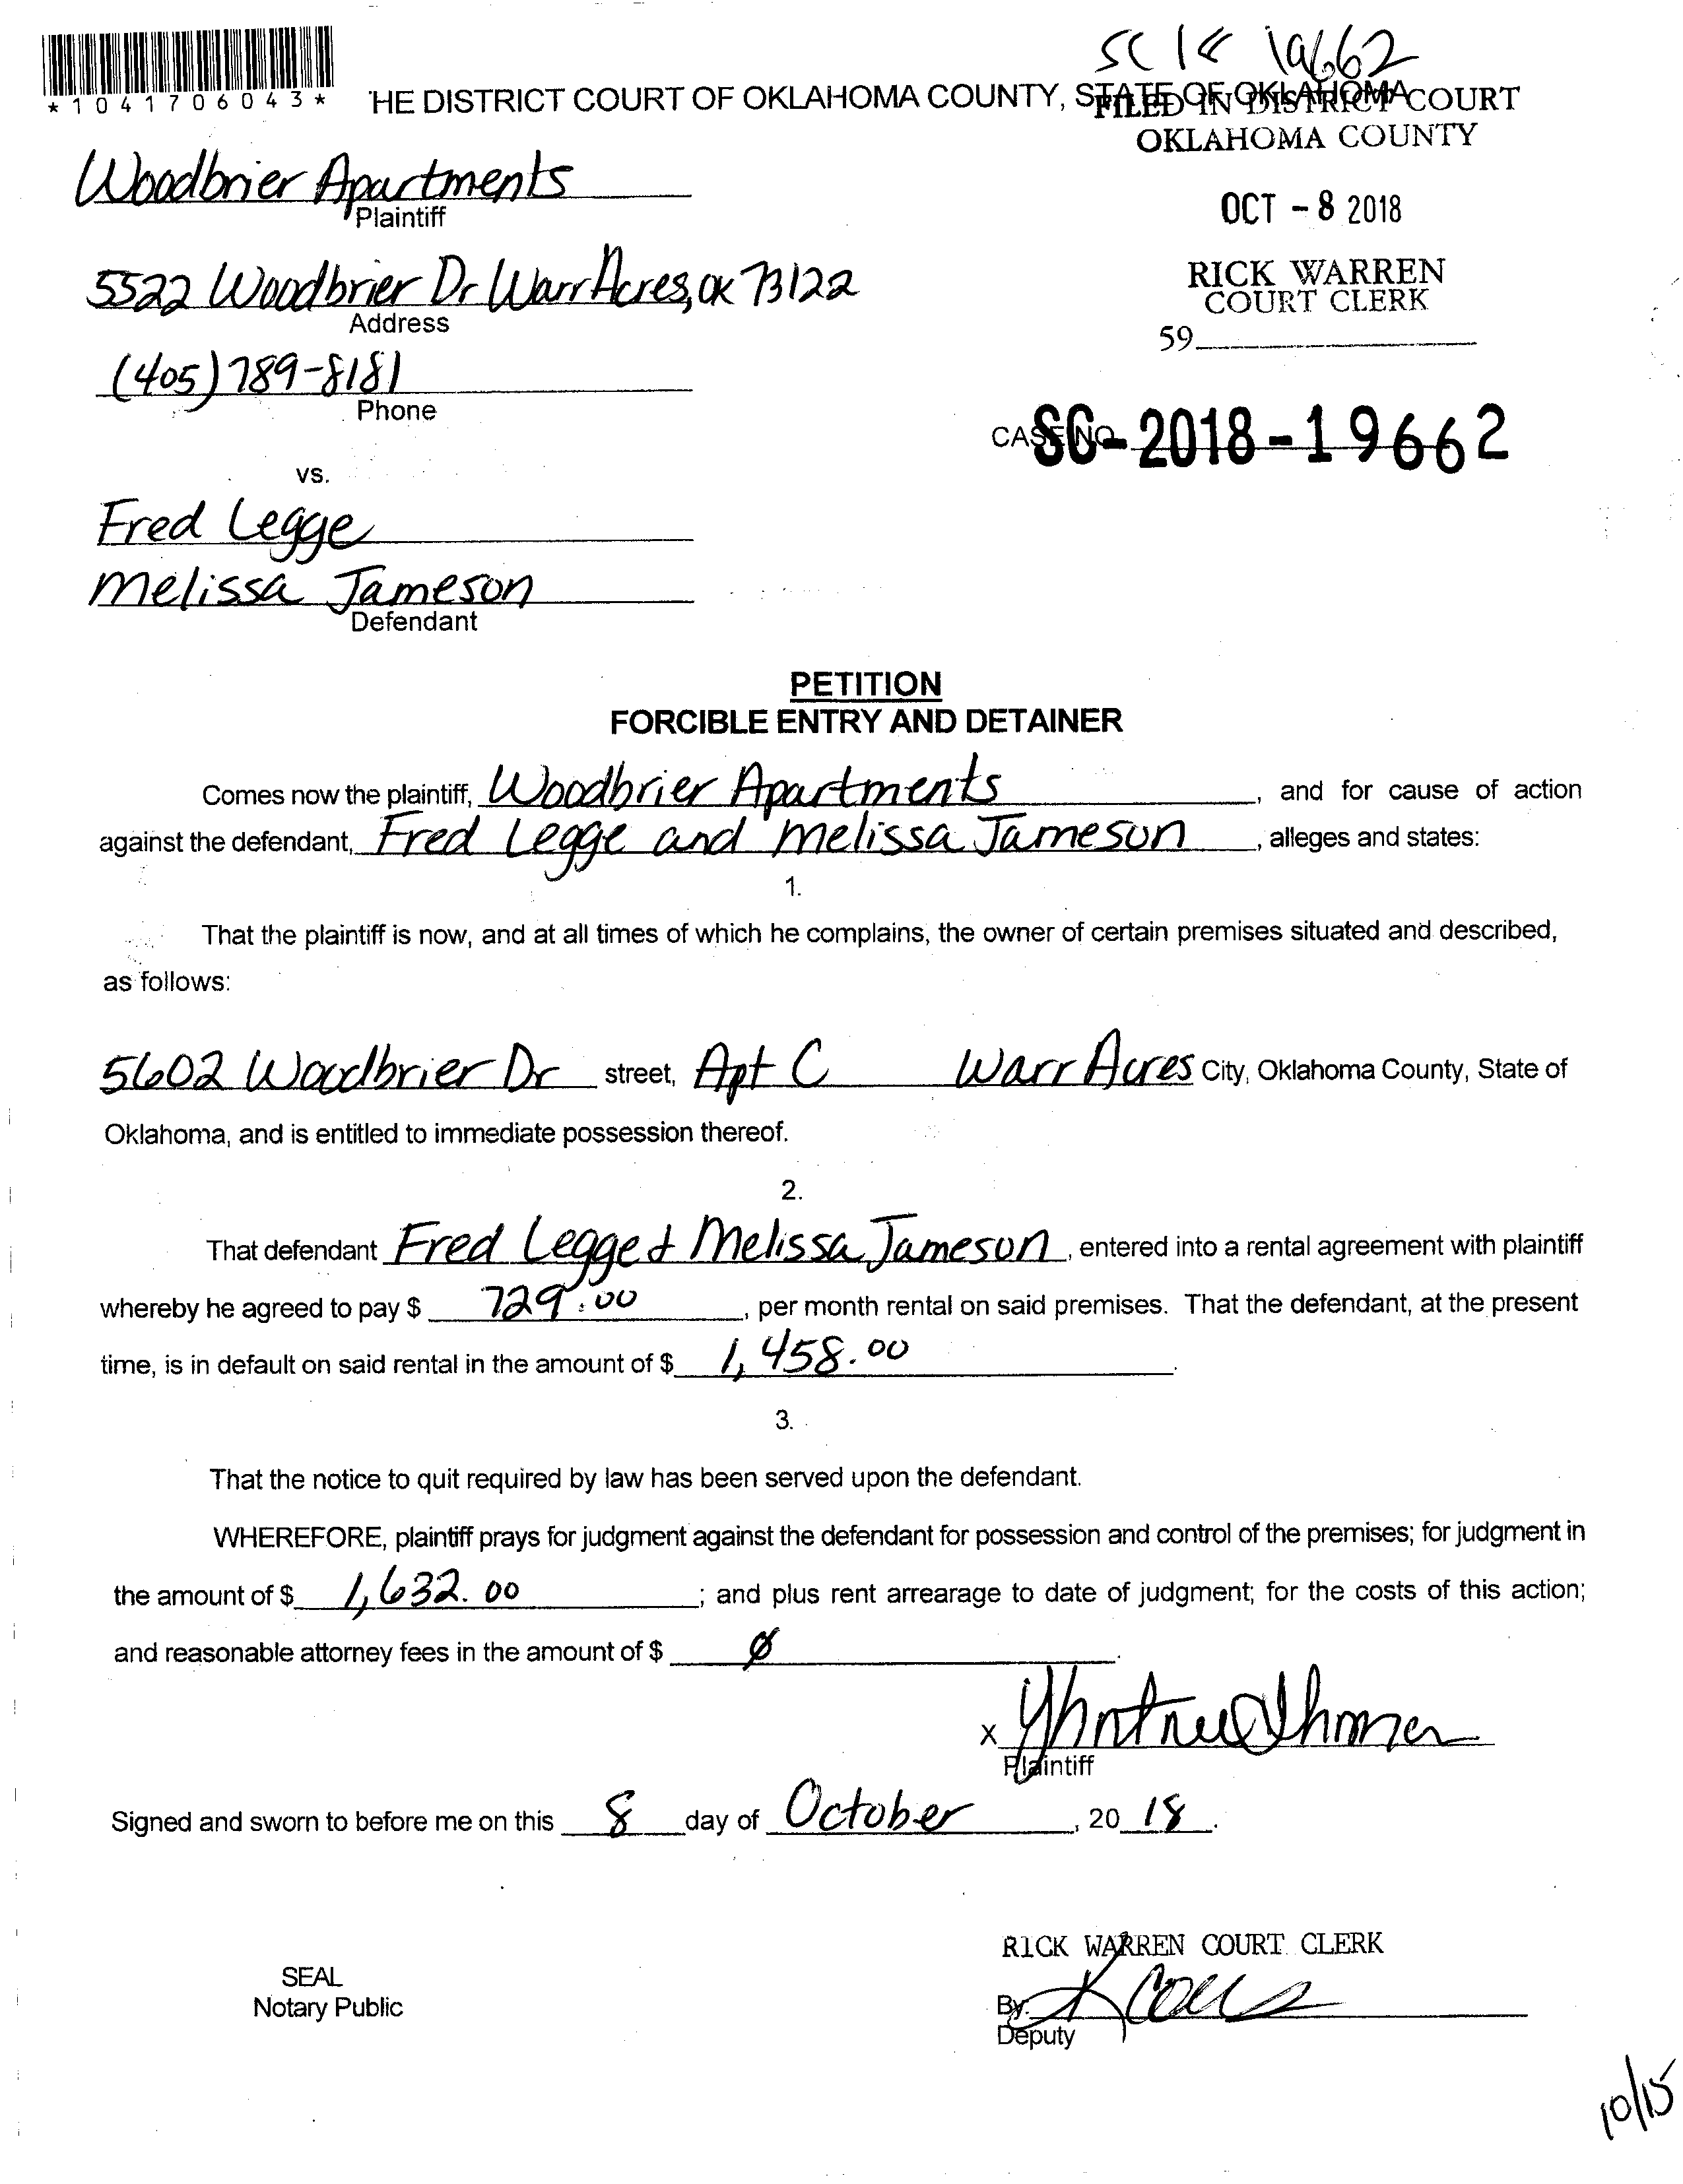 SC 18 19662
*1041706043*
HE DISTRICT COURT OF OKLAHOMA COUNTY, STATE OF OKLAHOMA
FILED IN DISTRICT COURT
OKLAHOMA COUNTY
Woodbrier Apartments
Plaintiff
OCT - 8 2018
5522 Woodbrier Dr Warr Acres, OK 73122
Address
RICK WARREN
COURT CLERK
59
(405) 789-8181
Phone
CASE NO
SC-2018-19662
vs.
Fred Legge
Melissa Jameson
Defendant
PETITION
FORCIBLE ENTRY AND DETAINER
Comes now the plaintiff, Woodbrier Apartments, and for cause of action
against the defendant, Fred Legge and Melissa Jameson, alleges and states:
1.
That the plaintiff is now, and at all times of which he complains, the owner of certain premises situated and described,
as follows:
5602 Woodbrier Dr street, Apt C Warr Acres City, Oklahoma County, State of
Oklahoma, and is entitled to immediate possession thereof.
2.
That defendant Fred Legge & Melissa Jameson, entered into a rental agreement with plaintiff
whereby he agreed to pay $ 729.00, per month rental on said premises. That the defendant, at the present
time, is in default on said rental in the amount of $ 1,458.00.
3.
That the notice to quit required by law has been served upon the defendant.
WHEREFORE, plaintiff prays for judgment against the defendant for possession and control of the premises; for judgment in
the amount of $ 1,632.00; and plus rent arrearage to date of judgment; for the costs of this action;
and reasonable attorney fees in the amount of $ Ø.
X
Plaintiff
Signed and sworn to before me on this 8 day of October, 20 18.
RICK WARREN COURT CLERK
SEAL
Notary Public
By.
Deputy
10/15